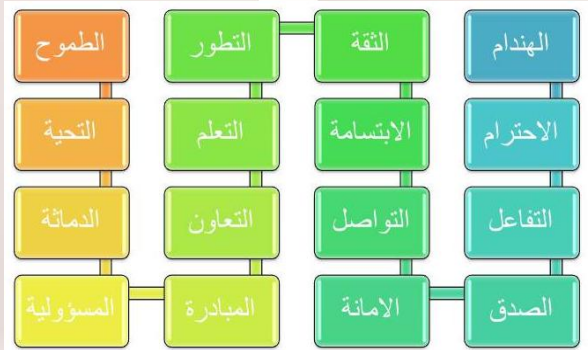 الهندام
الاحترام
التفاعل
الصدق
الامانة
التواصل
الابتسامة
الثقة
التطور
التعلم
التعاون
المبادرة
المسؤولية
الدماثة
التحية
الطموح